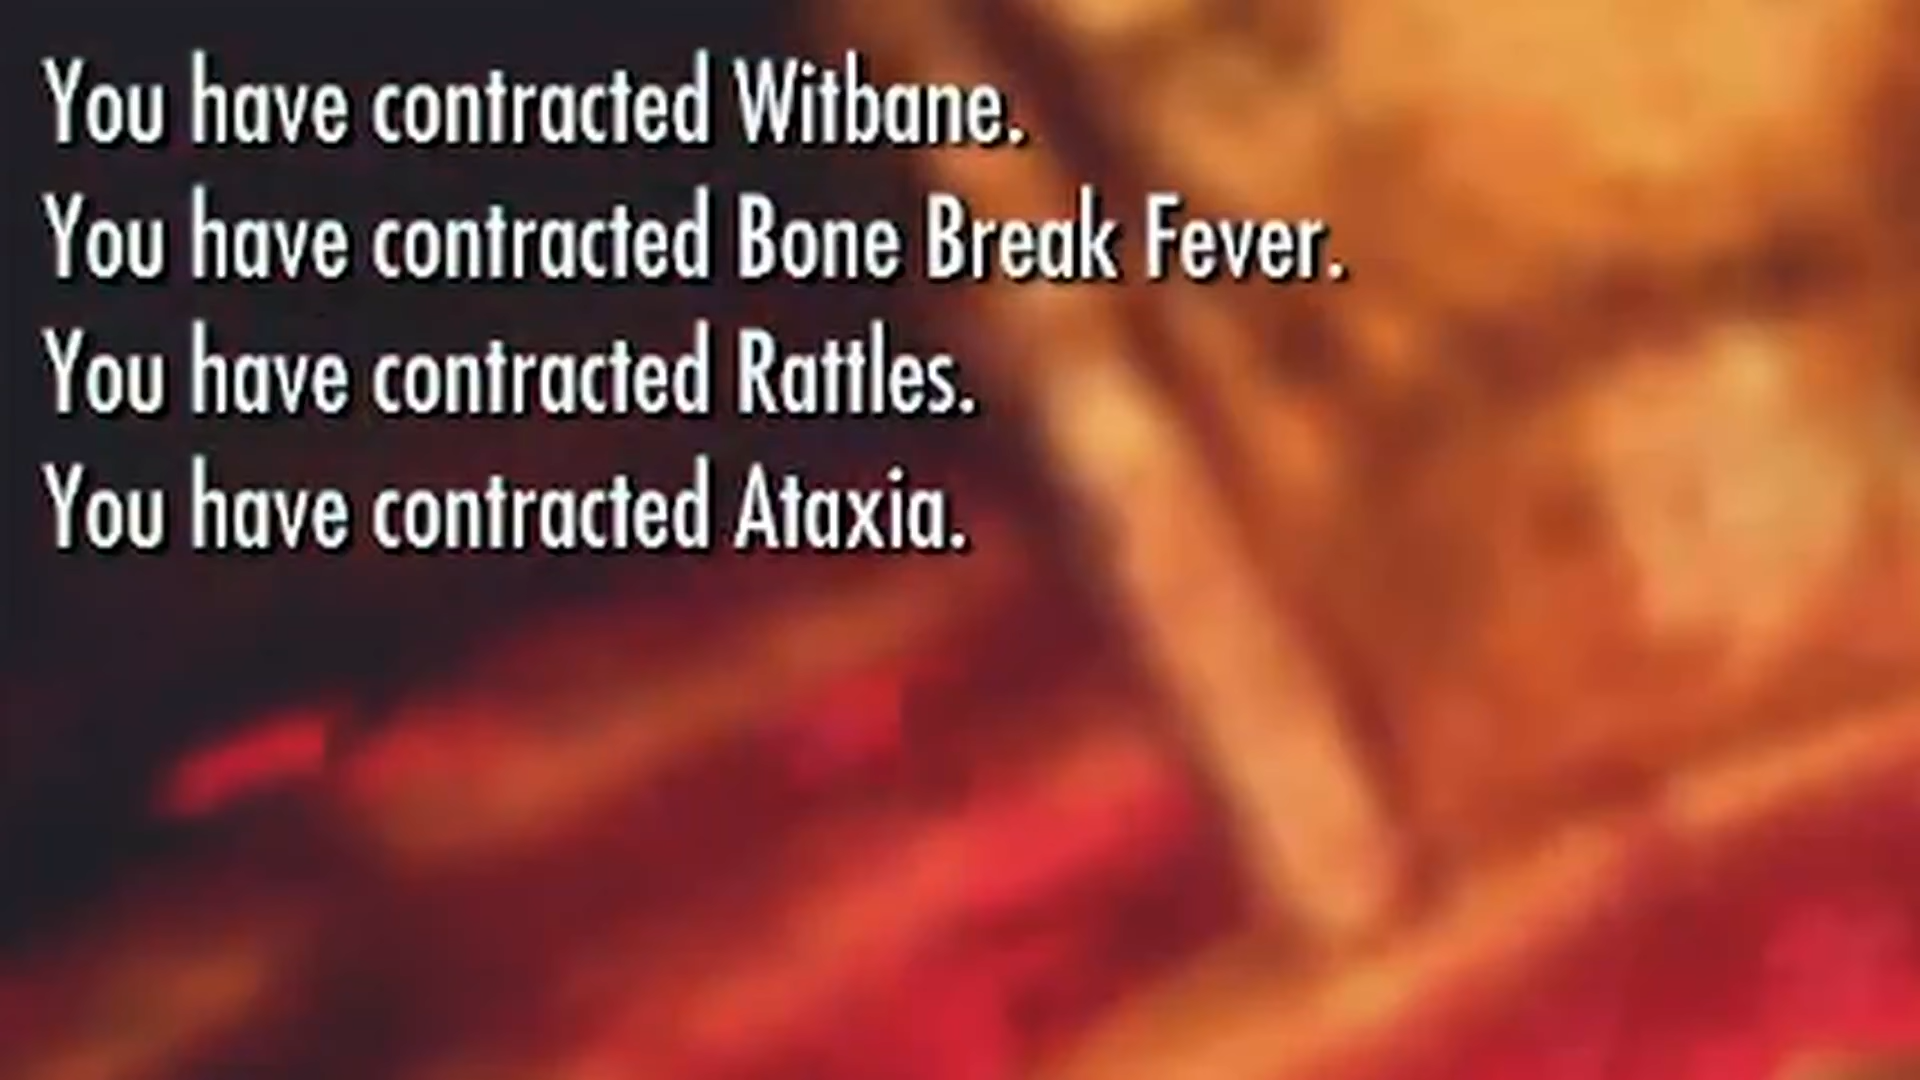 You have contracted Witbane.
You have contracted Bone Break Fever.
You have contracted Rattles.
You have contracted Ataxia.